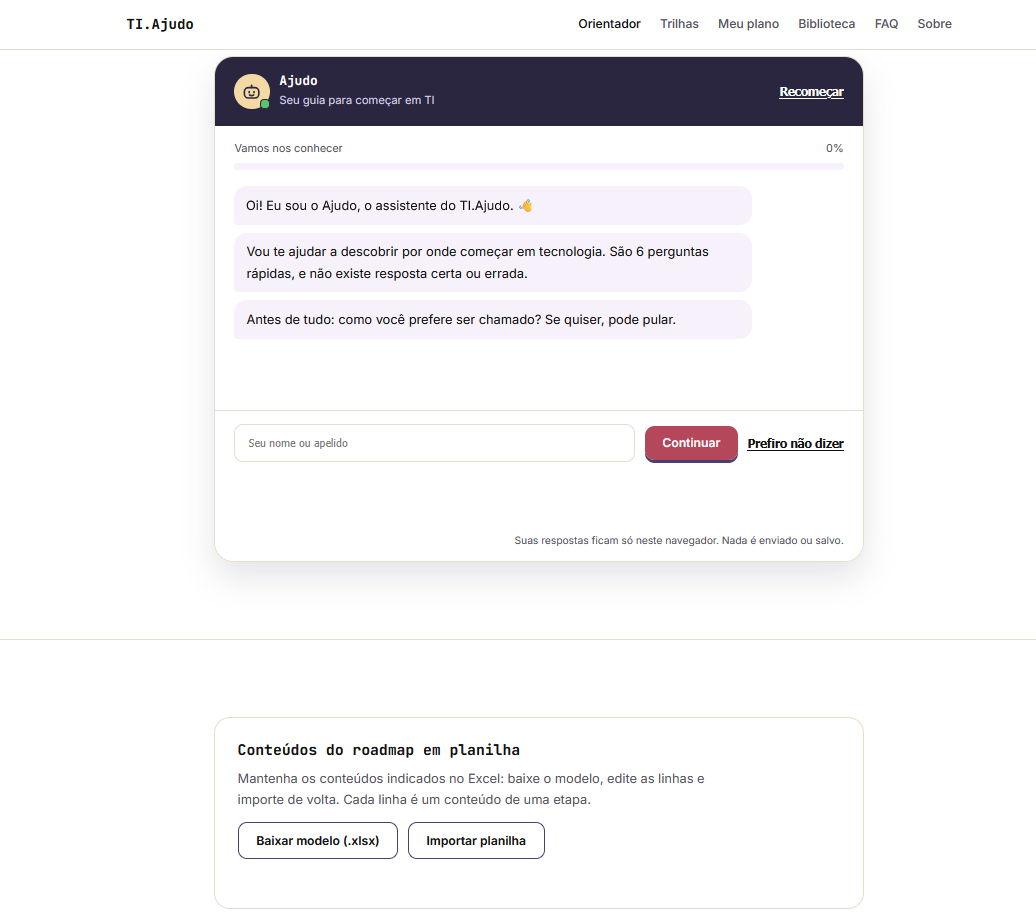 TI.Ajudo
Orientador Trilhas Meu plano Biblioteca FAQ Sobre
Ajudo
Seu guia para começar em TI
Recomeçar
Vamos nos conhecer 0%
Oi! Eu sou o Ajudo, o assistente do TI.Ajudo. 👋
Vou te ajudar a descobrir por onde começar em tecnologia. São 6 perguntas
rápidas, e não existe resposta certa ou errada.
Antes de tudo: como você prefere ser chamado? Se quiser, pode pular.
Seu nome ou apelido
Continuar
Prefiro não dizer
Suas respostas ficam só neste navegador. Nada é enviado ou salvo.
Conteúdos do roadmap em planilha
Mantenha os conteúdos indicados no Excel: baixe o modelo, edite as linhas e
importe de volta. Cada linha é um conteúdo de uma etapa.
Baixar modelo (.xlsx)
Importar planilha